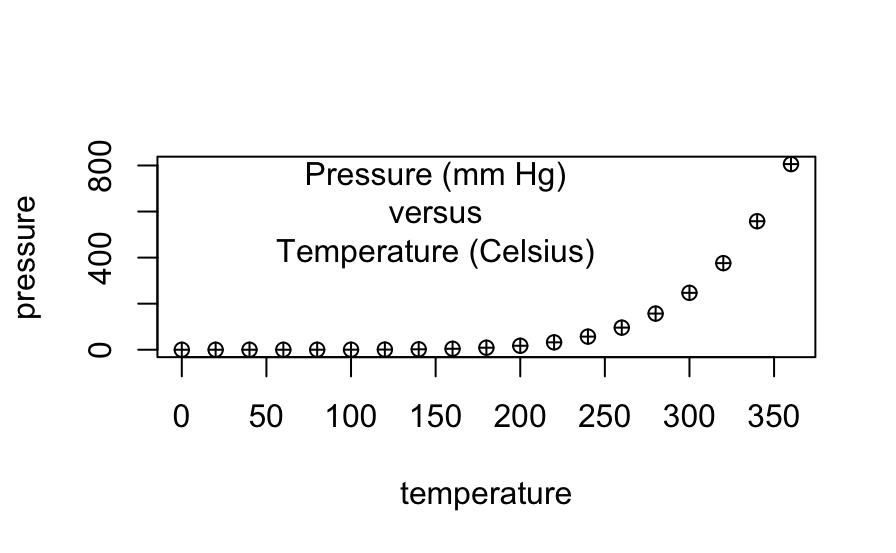 Pressure (mm Hg)
versus
Temperature (Celsius)
pressure
800
400
0
0 50 100 150 200 250 300 350
temperature